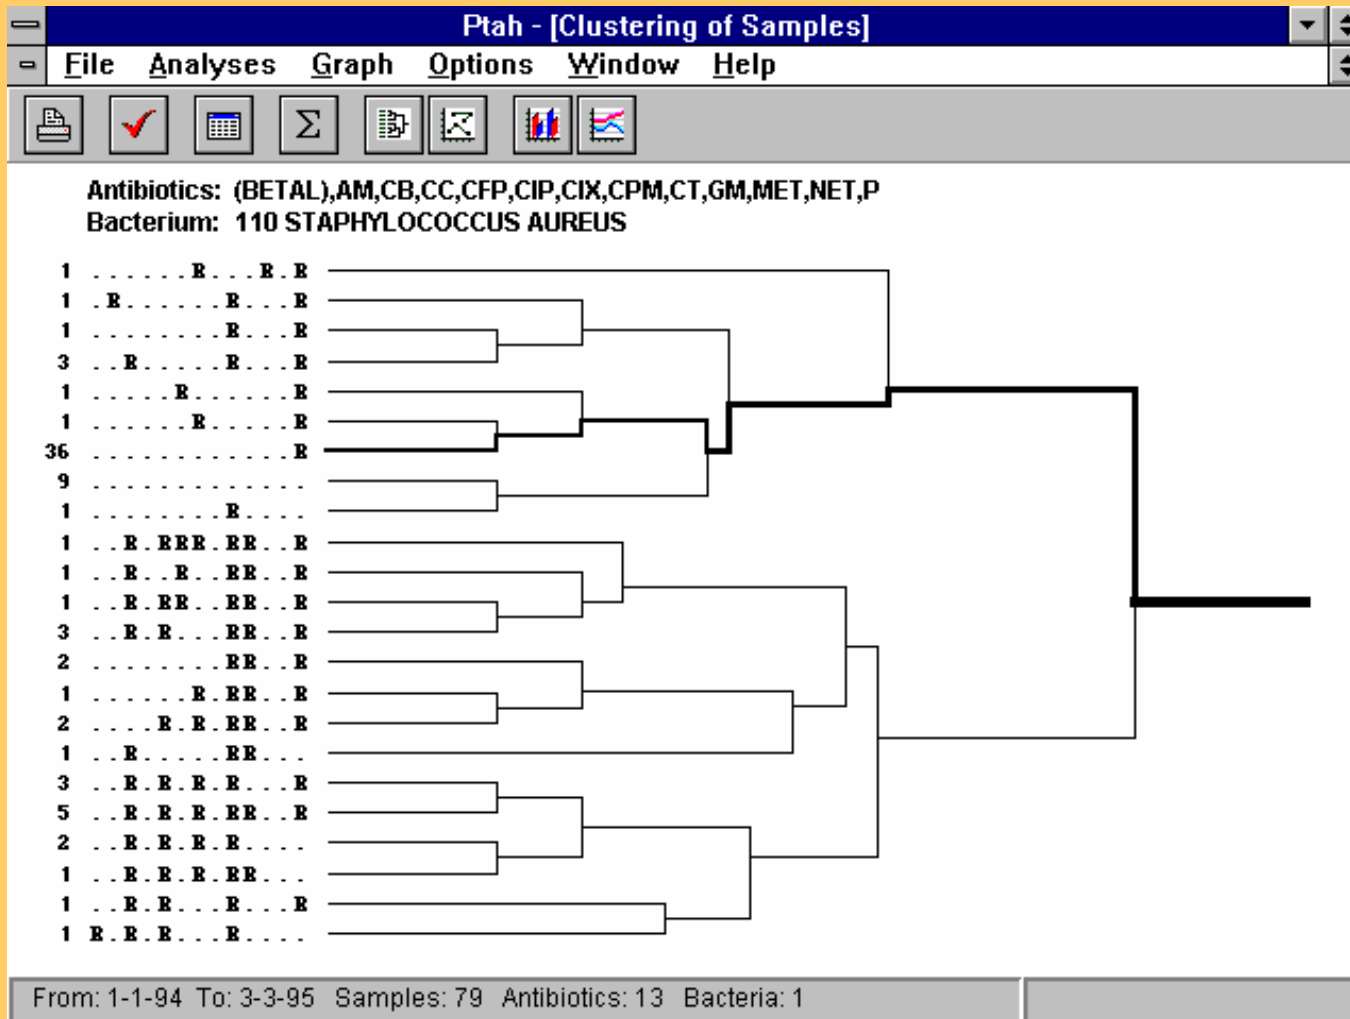 Ptah - [Clustering of Samples]
File Analyses Graph Options Window Help
Σ
Antibiotics: (BETAL),AM,CB,CC,CFP,CIP,CIX,CPM,CT,GM,MET,NET,P
Bacterium: 110 STAPHYLOCOCCUS AUREUS
1 ......R...R.R
1 .R......R...R
1 ........R...R
3 ..R.....R...R
1 .....R......R
1 ......R.....R
36 ............R
9 .............
1 ........R....
1 ..R.RRR.RR..R
1 ..R..R..RR..R
1 ..R.RR..RR..R
3 ..R.R...RR..R
2 ........RR..R
1 ......R.RR..R
2 ....R.R.RR..R
1 ..R.....RR...
3 ..R.R.R.R...R
5 ..R.R.R.RR..R
2 ..R.R.R.R....
1 ..R.R.R.RR...
1 ..R.R...R...R
1 R.R.R...R....
From: 1-1-94 To: 3-3-95 Samples: 79 Antibiotics: 13 Bacteria: 1